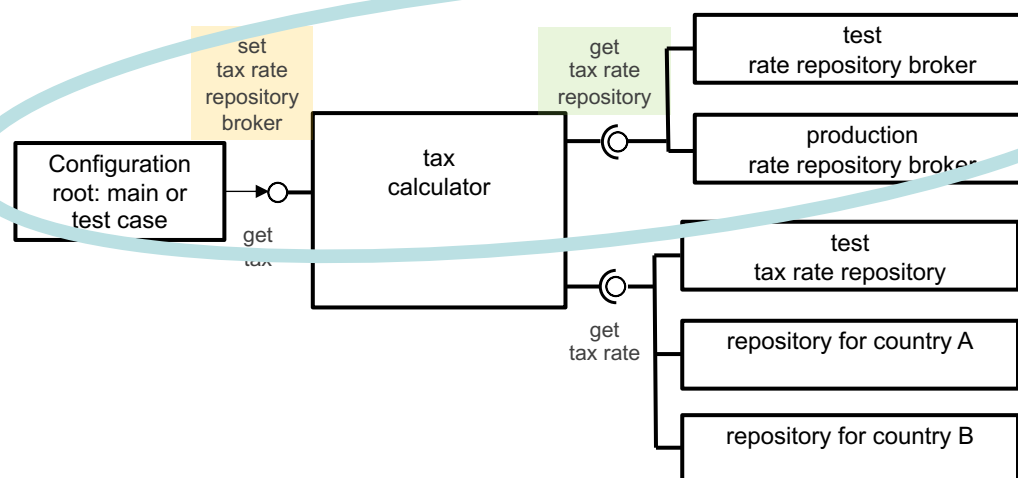 set
tax rate
repository
broker
get
tax rate
repository
test
rate repository broker
production
rate repository broker
Configuration
root: main or
test case
tax
calculator
get
tax
test
tax rate repository
get
tax rate
repository for country A
repository for country B